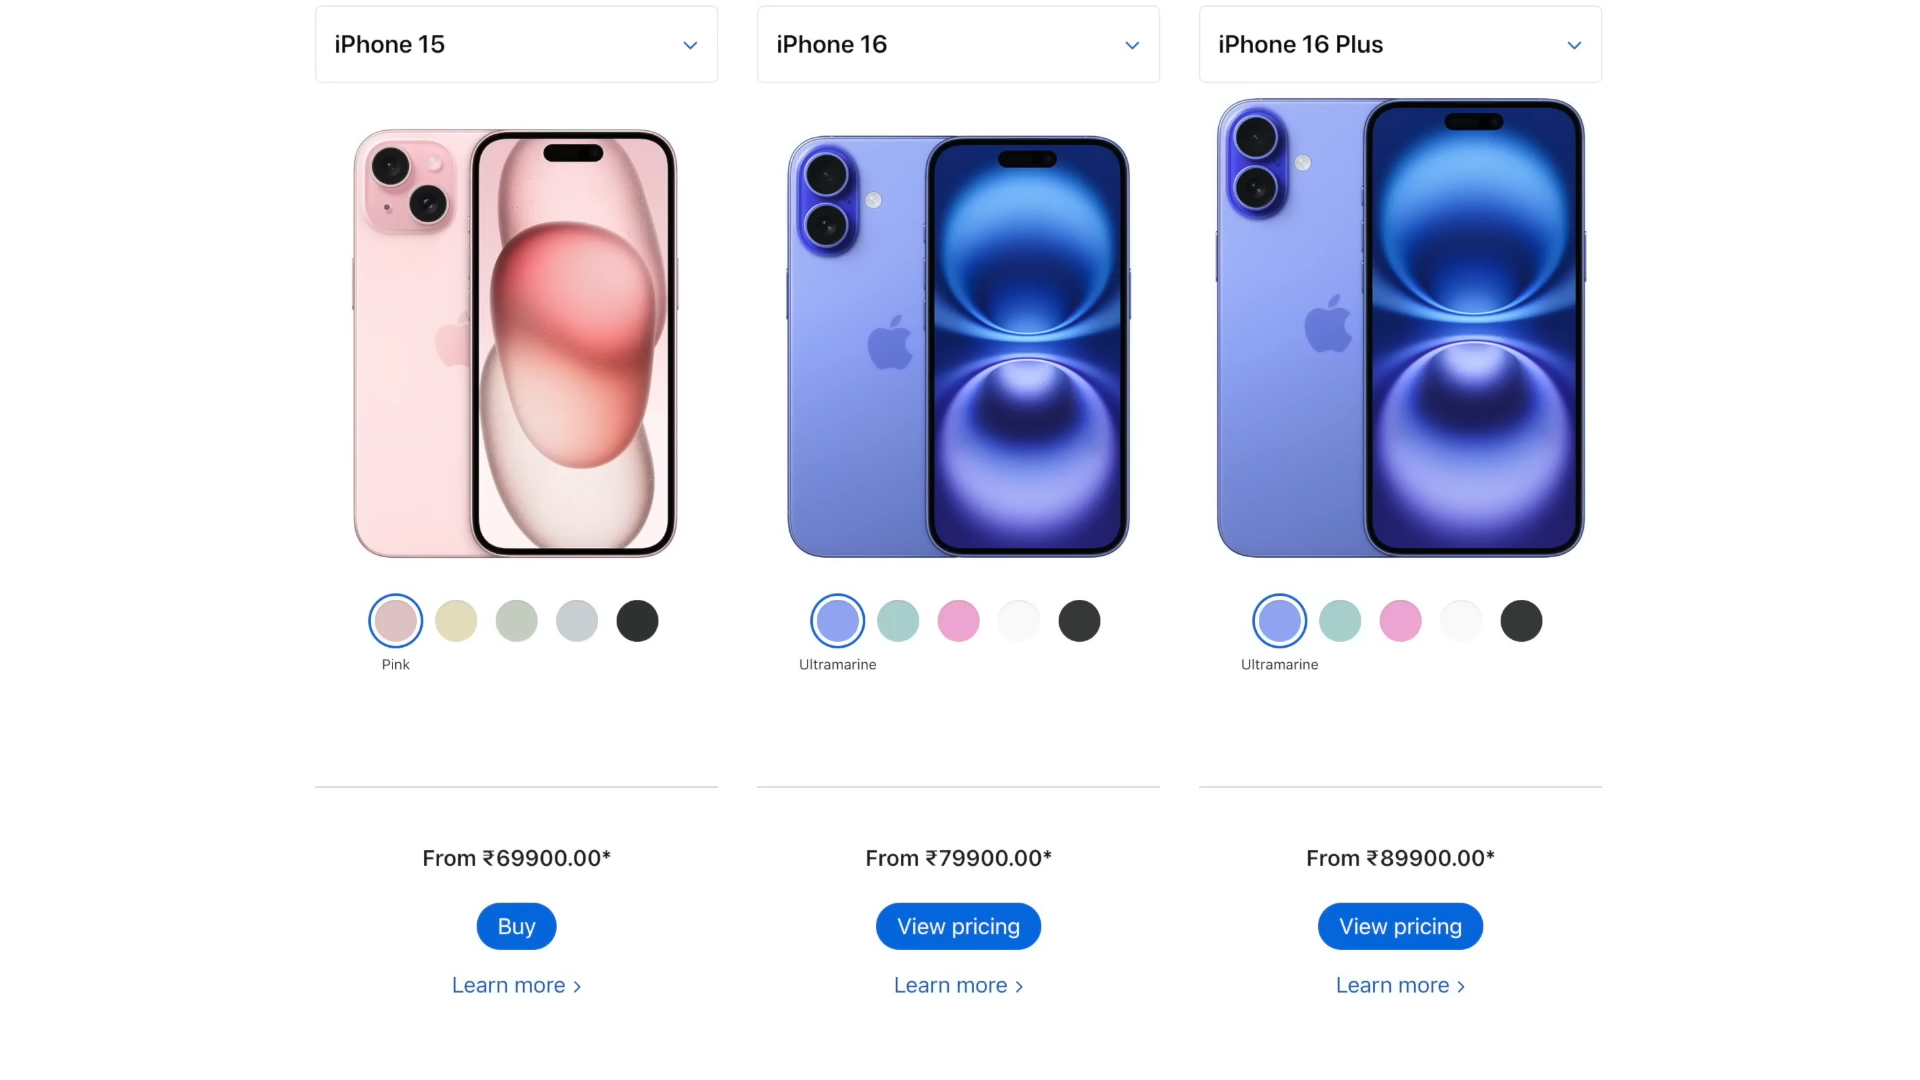 iPhone 15
iPhone 16
iPhone 16 Plus
Pink
Ultramarine
Ultramarine
From ₹69900.00*
From ₹79900.00*
From ₹89900.00*
Buy
View pricing
View pricing
Learn more >
Learn more >
Learn more >